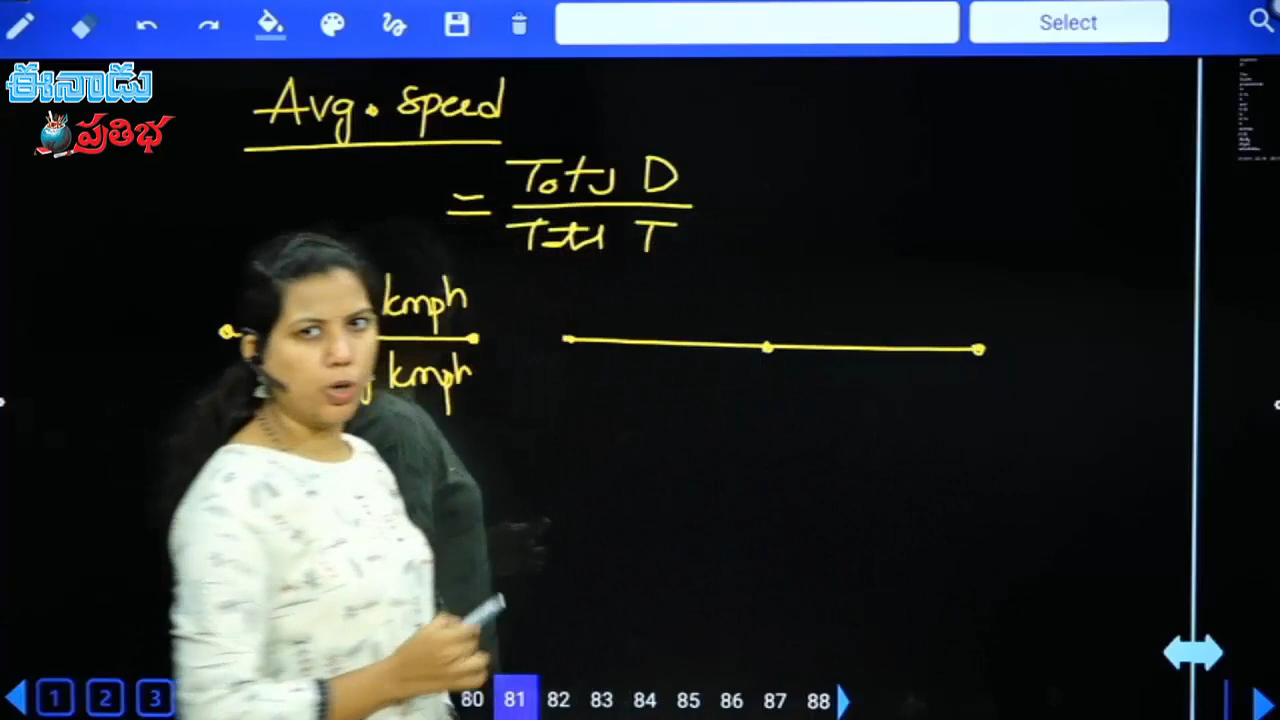 Select
ఈనాడు
ప్రతిభ
Avg. speed
= Total D
Total T
kmph
y kmph
1 2 3 80 81 82 83 84 85 86 87 88